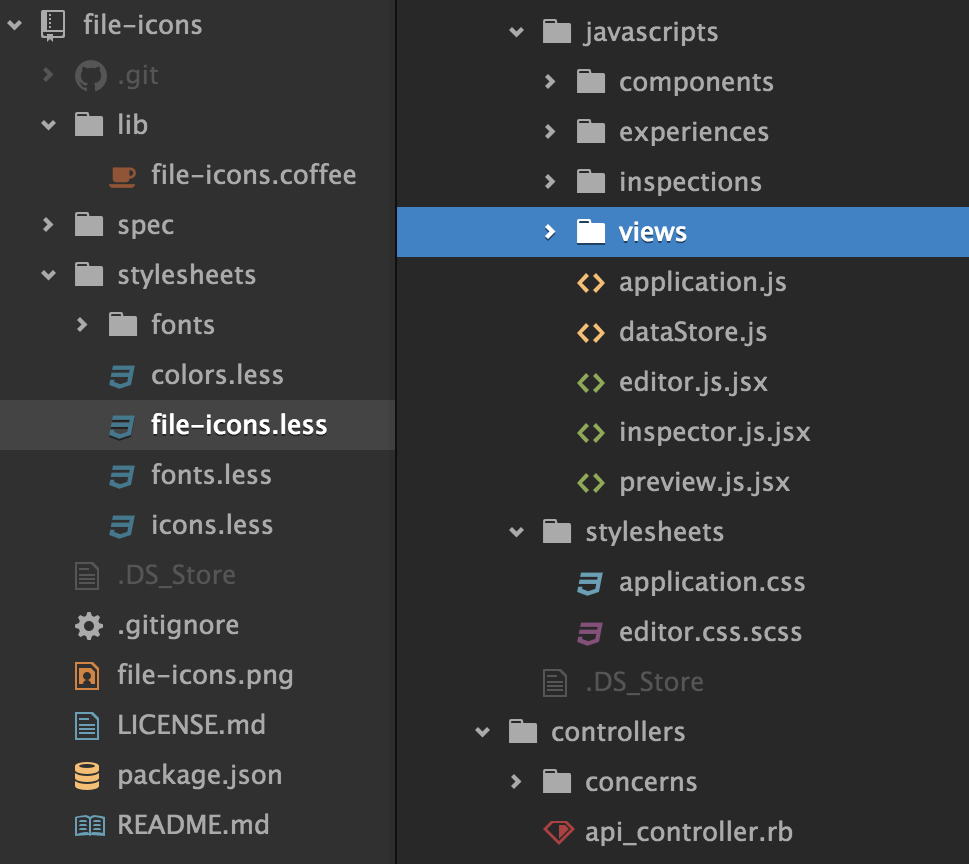 file-icons
.git
lib
file-icons.coffee
spec
stylesheets
fonts
colors.less
file-icons.less
fonts.less
icons.less
.DS_Store
.gitignore
file-icons.png
LICENSE.md
package.json
README.md
javascripts
components
experiences
inspections
views
application.js
dataStore.js
editor.js.jsx
inspector.js.jsx
preview.js.jsx
stylesheets
application.css
editor.css.scss
.DS_Store
controllers
concerns
api_controller.rb